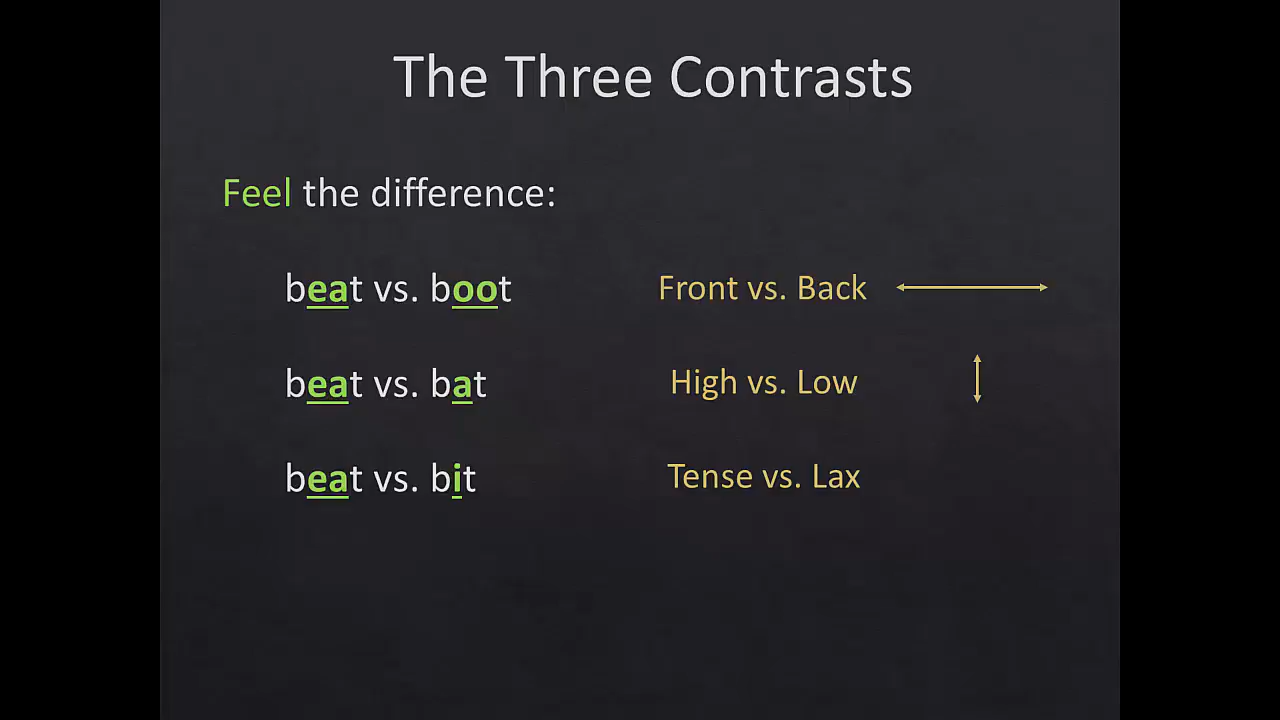 The Three Contrasts
Feel the difference:
beat vs. boot Front vs. Back
beat vs. bat High vs. Low
beat vs. bit Tense vs. Lax